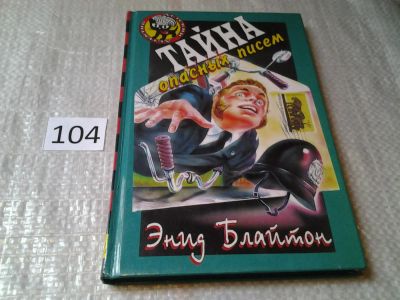 ТАЙНА
опасных писем
104
Энид Блайтон